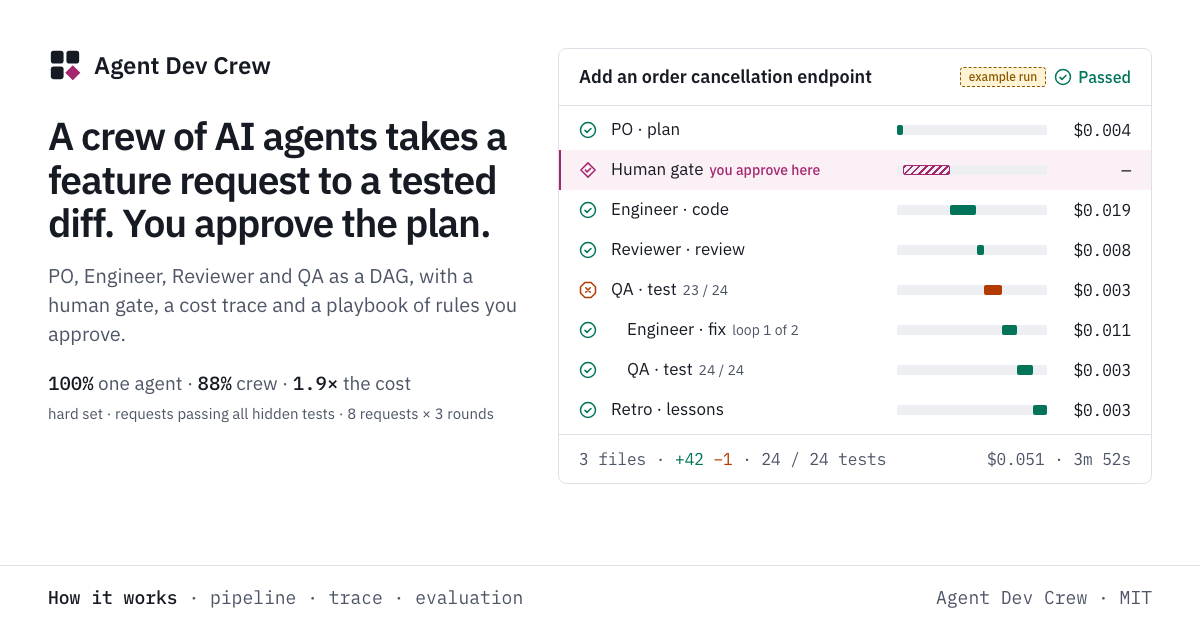 Agent Dev Crew
A crew of AI agents takes a
feature request to a tested
diff. You approve the plan.
PO, Engineer, Reviewer and QA as a DAG, with a
human gate, a cost trace and a playbook of rules you
approve.
100% one agent · 88% crew · 1.9× the cost
hard set · requests passing all hidden tests · 8 requests × 3 rounds
Add an order cancellation endpoint example run Passed
PO · plan $0.004
Human gate you approve here –
Engineer · code $0.019
Reviewer · review $0.008
QA · test 23 / 24 $0.003
Engineer · fix loop 1 of 2 $0.011
QA · test 24 / 24 $0.003
Retro · lessons $0.003
3 files · +42 −1 · 24 / 24 tests $0.051 · 3m 52s
How it works · pipeline · trace · evaluation
Agent Dev Crew · MIT